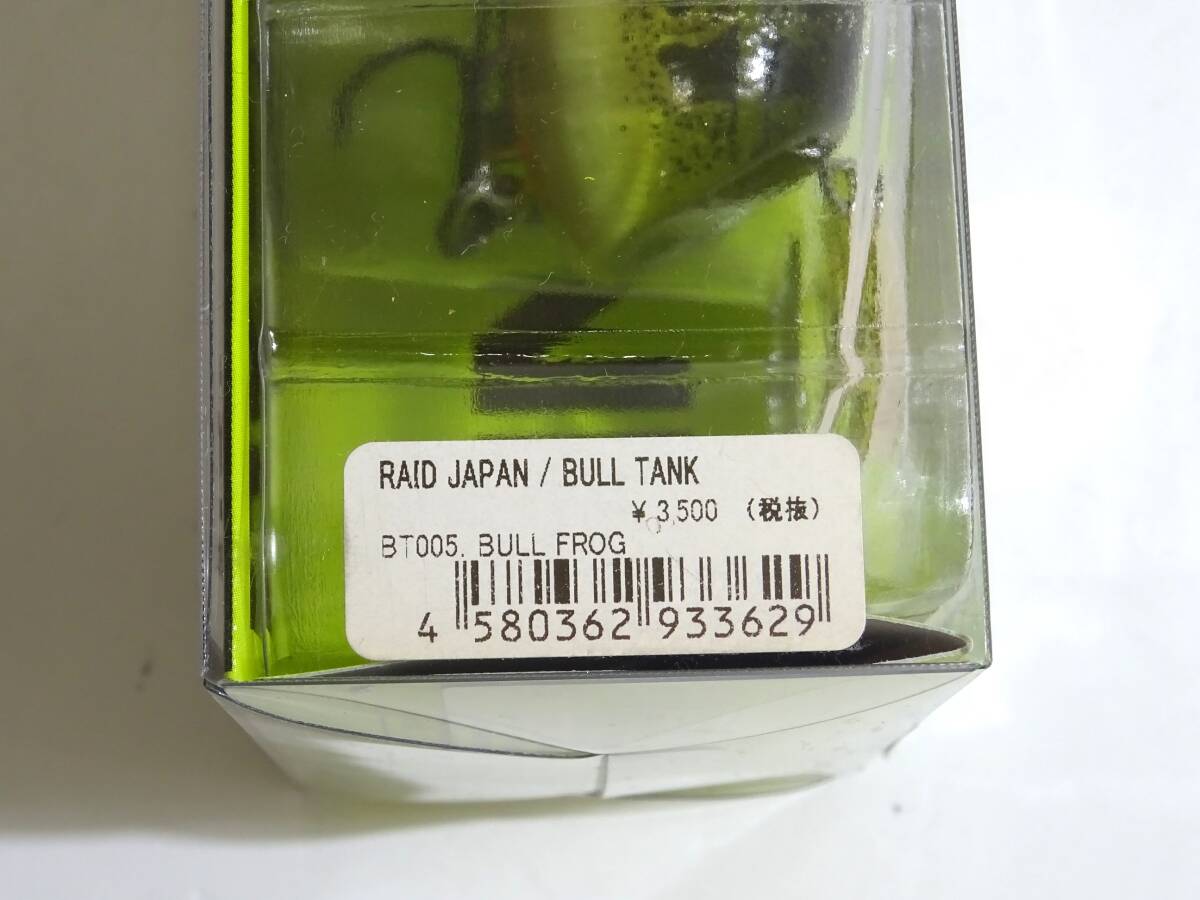 RAID JAPAN / BULL TANK
¥ 3,500 (税抜)
BT005. BULL FROG
4 580362 933629